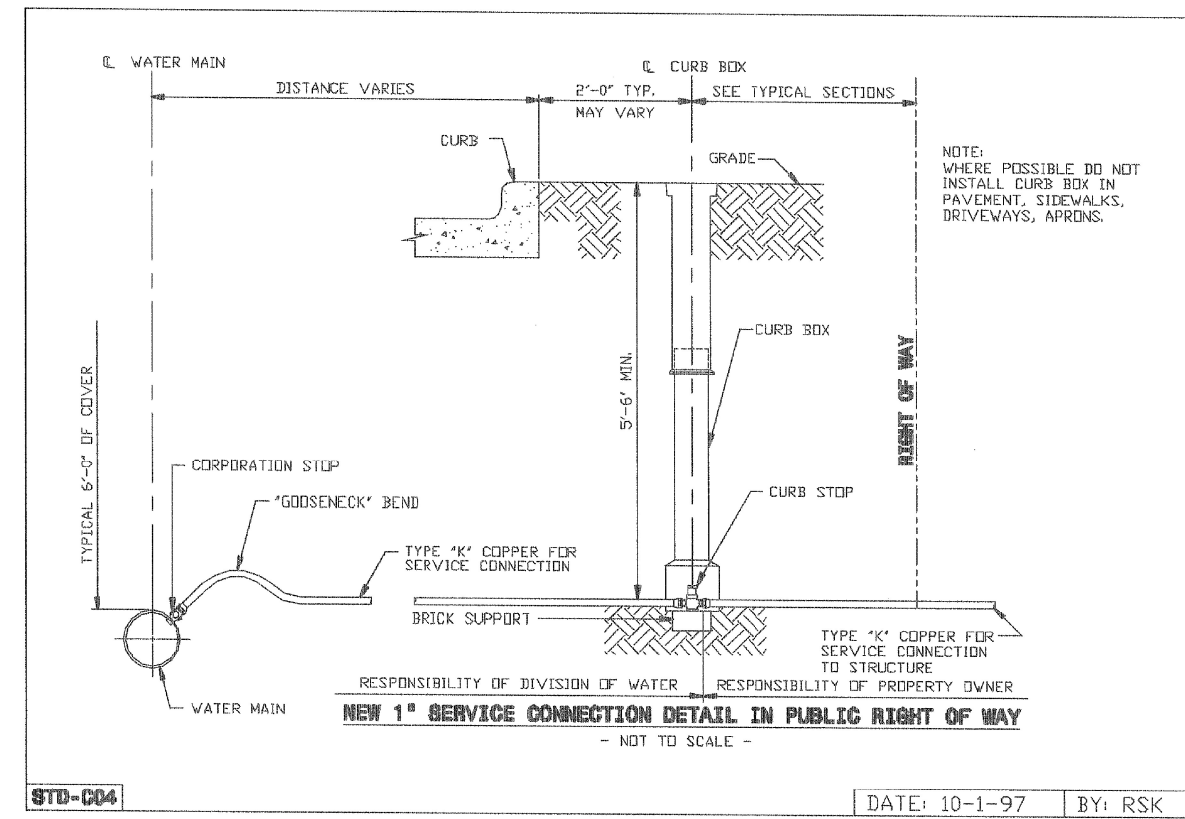 ℄ WATER MAIN
℄ CURB BOX
DISTANCE VARIES
2'-0" TYP.
MAY VARY
SEE TYPICAL SECTIONS
CURB
GRADE
NOTE:
WHERE POSSIBLE DO NOT
INSTALL CURB BOX IN
PAVEMENT, SIDEWALKS,
DRIVEWAYS, APRONS.
CURB BOX
5'-6" MIN.
RIGHT OF WAY
TYPICAL 6'-0" OF COVER
CORPORATION STOP
"GOOSENECK" BEND
CURB STOP
TYPE "K" COPPER FOR
SERVICE CONNECTION
BRICK SUPPORT
TYPE "K" COPPER FOR
SERVICE CONNECTION
TO STRUCTURE
RESPONSIBILITY OF DIVISION OF WATER
RESPONSIBILITY OF PROPERTY OWNER
WATER MAIN
NEW 1" SERVICE CONNECTION DETAIL IN PUBLIC RIGHT OF WAY
- NOT TO SCALE -
STD-C04
DATE: 10-1-97
BY: RSK